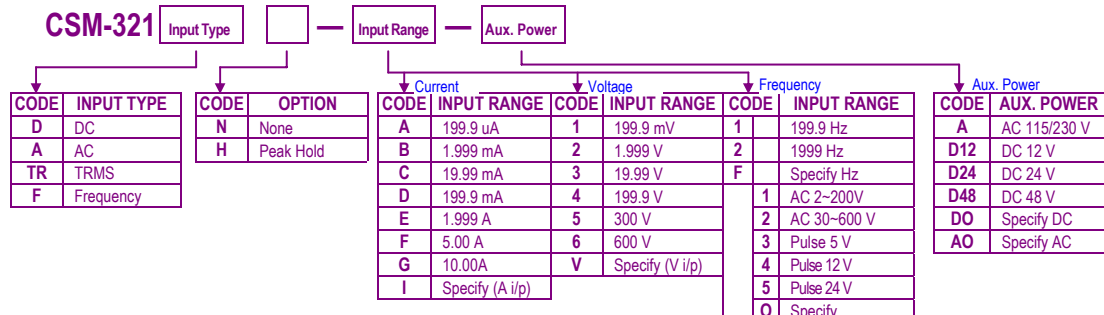 CSM-321 Input Type — Input Range — Aux. Power
Current Voltage Frequency Aux. Power
CODE INPUT TYPE CODE OPTION CODE INPUT RANGE CODE INPUT RANGE CODE INPUT RANGE CODE AUX. POWER
D DC N None A 199.9 uA 1 199.9 mV 1 199.9 Hz A AC 115/230 V
A AC H Peak Hold B 1.999 mA 2 1.999 V 2 1999 Hz D12 DC 12 V
TR TRMS C 19.99 mA 3 19.99 V F Specify Hz D24 DC 24 V
F Frequency D 199.9 mA 4 199.9 V 1 AC 2~200V D48 DC 48 V
E 1.999 A 5 300 V 2 AC 30~600 V DO Specify DC
F 5.00 A 6 600 V 3 Pulse 5 V AO Specify AC
G 10.00A V Specify (V i/p) 4 Pulse 12 V
I Specify (A i/p) 5 Pulse 24 V
O Specify